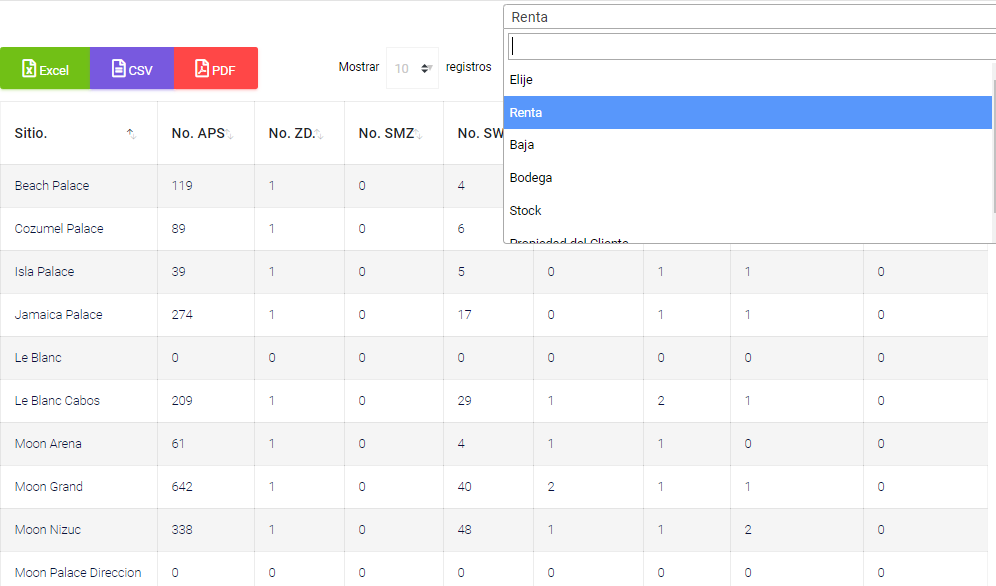 Renta
Excel CSV PDF Mostrar 10 registros
Elije
Renta
Baja
Bodega
Stock
Propiedad del Cliente
Sitio. No. APS No. ZD. No. SMZ No. SW
Beach Palace 119 1 0 4
Cozumel Palace 89 1 0 6
Isla Palace 39 1 0 5 0 1 1 0
Jamaica Palace 274 1 0 17 0 1 1 0
Le Blanc 0 0 0 0 0 0 0 0
Le Blanc Cabos 209 1 0 29 1 2 1 0
Moon Arena 61 1 0 4 1 1 0 0
Moon Grand 642 1 0 40 2 1 1 0
Moon Nizuc 338 1 0 48 1 1 2 0
Moon Palace Direccion 0 0 0 0 0 0 0 0